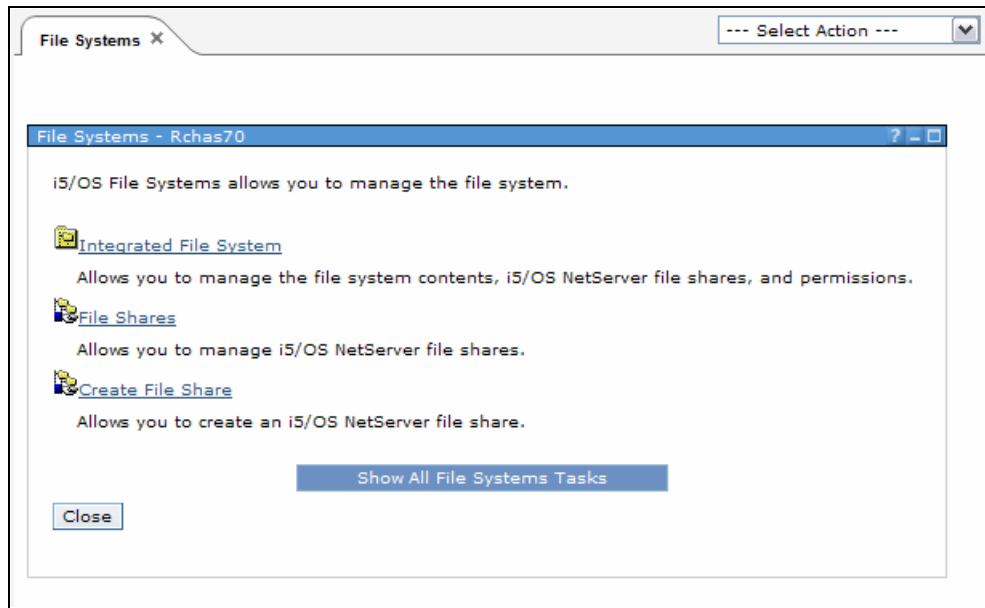 File Systems
--- Select Action ---
File Systems - Rchas70
i5/OS File Systems allows you to manage the file system.
Integrated File System
Allows you to manage the file system contents, i5/OS NetServer file shares, and permissions.
File Shares
Allows you to manage i5/OS NetServer file shares.
Create File Share
Allows you to create an i5/OS NetServer file share.
Show All File Systems Tasks
Close